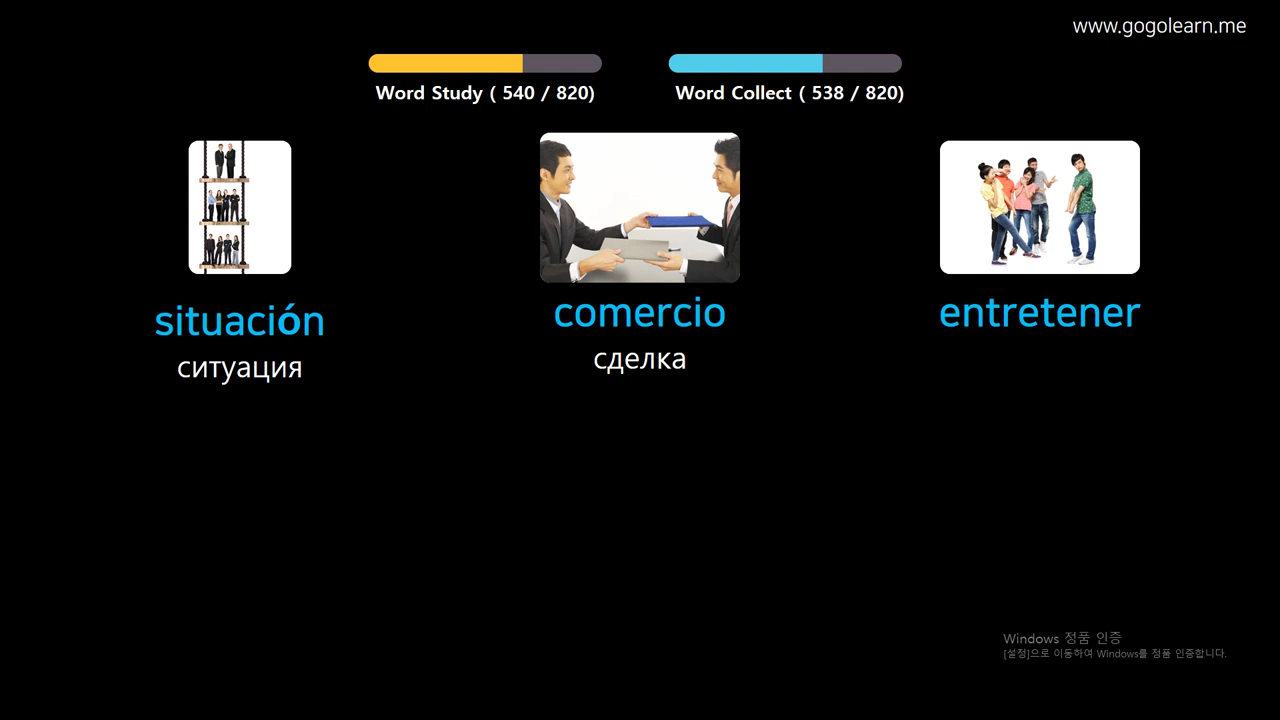 www.gogolearn.me
Word Study ( 540 / 820)
Word Collect ( 538 / 820)
situación
comercio
entretener
ситуация
сделка
Windows 정품 인증
[설정]으로 이동하여 Windows를 정품 인증합니다.